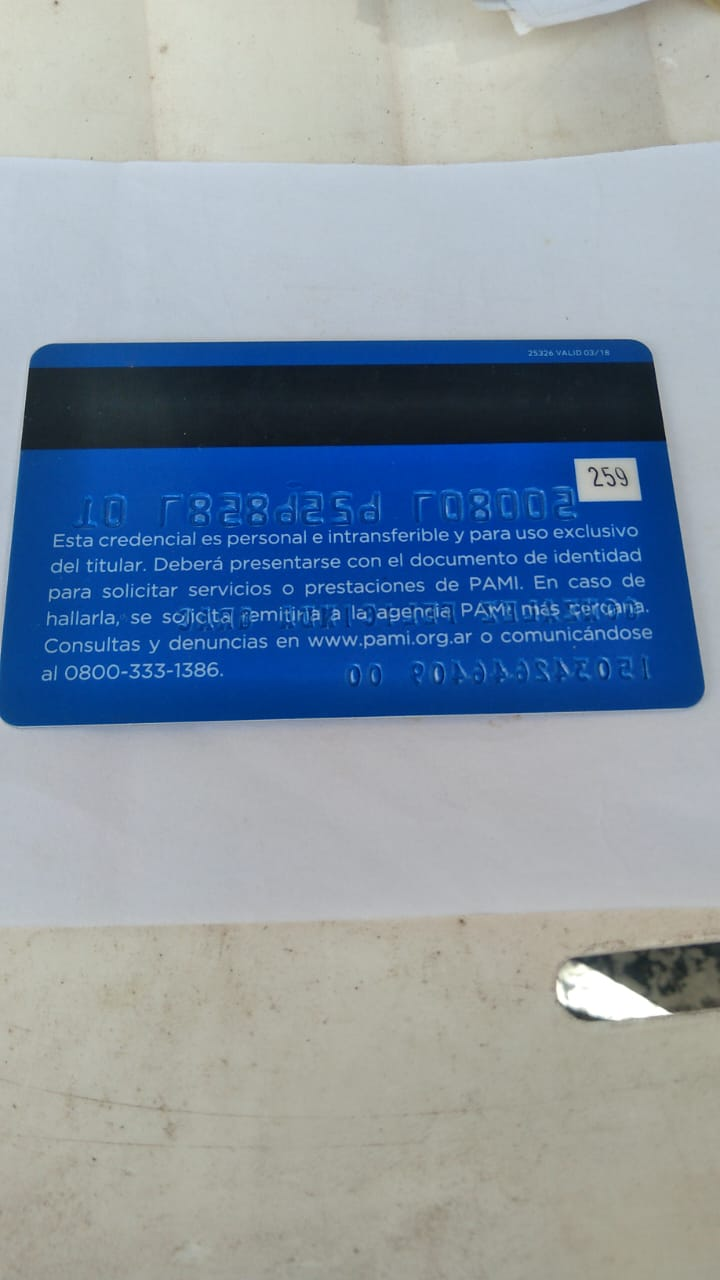 25326 VALID 03/18
259
Esta credencial es personal e intransferible y para uso exclusivo
del titular. Deberá presentarse con el documento de identidad
para solicitar servicios o prestaciones de PAMI. En caso de
hallarla, se solicita remitirla a la agencia PAMI más cercana.
Consultas y denuncias en www.pami.org.ar o comunicándose
al 0800-333-1386.